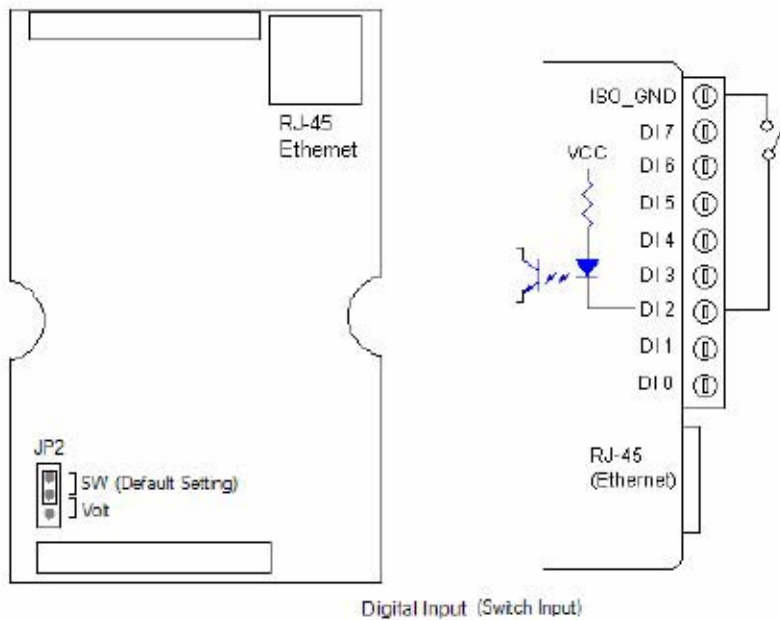 RJ-45
Ethernet
JP2
SW (Default Setting)
Volt
ISO_GND
DI 7
DI 6
DI 5
DI 4
DI 3
DI 2
DI 1
DI 0
VCC
RJ-45
(Ethernet)
Digital Input (Switch Input)